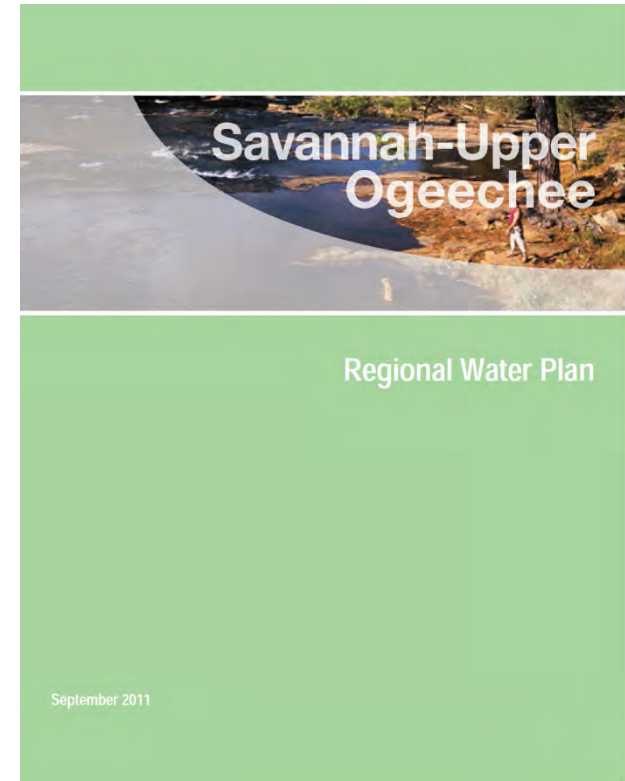 Savannah-Upper
Ogeechee
Regional Water Plan
September 2011